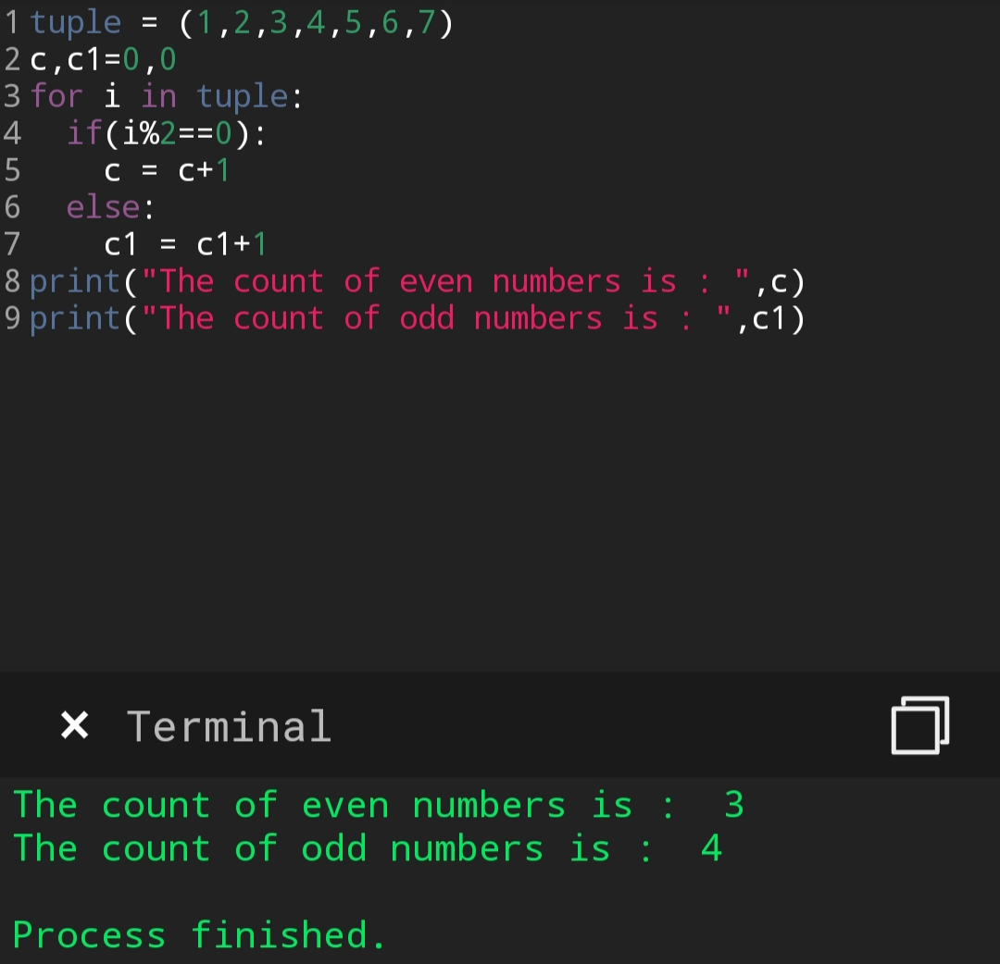 1 tuple = (1,2,3,4,5,6,7)
2 c,c1=0,0
3 for i in tuple:
4   if(i%2==0):
5     c = c+1
6   else:
7     c1 = c1+1
8 print("The count of even numbers is : ",c)
9 print("The count of odd numbers is : ",c1)
× Terminal
The count of even numbers is :  3
The count of odd numbers is :  4
Process finished.